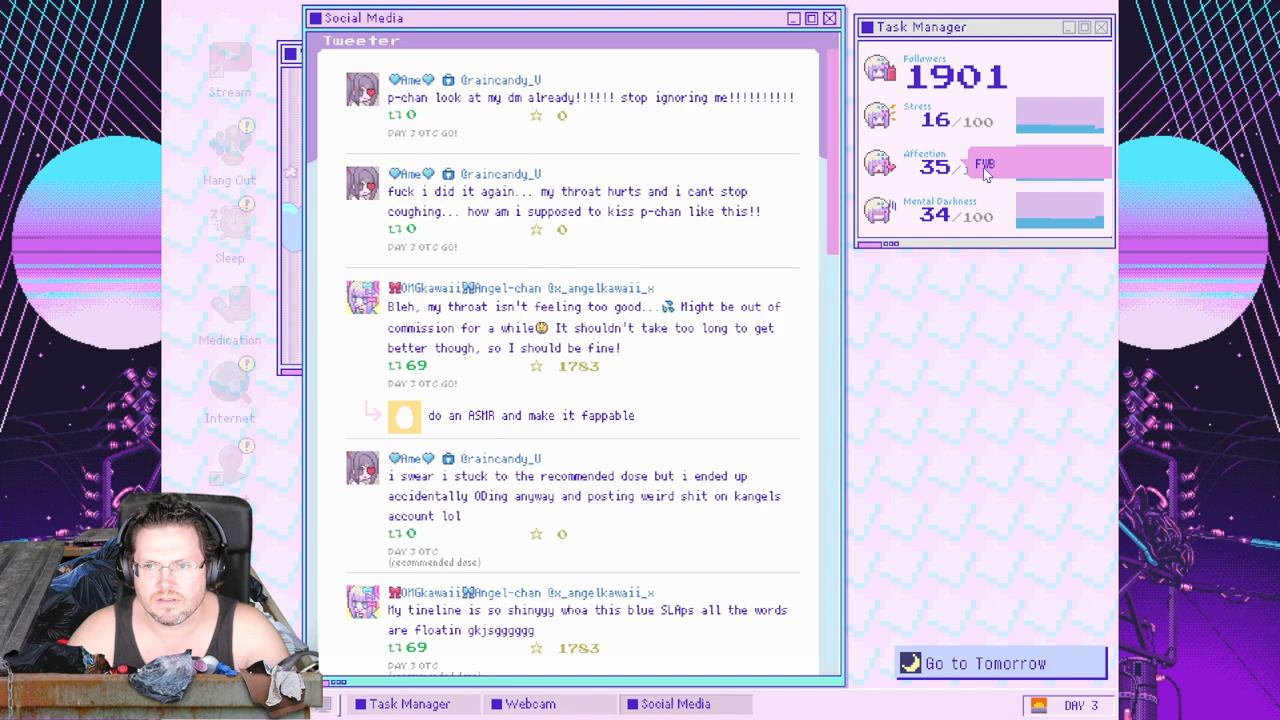 Social Media
Tweeter
Ame @raincandy_U
p-chan look at my dm already!!!!!! stop ignoring me!!!!!!!!!!
0 0
DAY 3 OTC GO!
Ame @raincandy_U
fuck i did it again... my throat hurts and i cant stop
coughing... how am i supposed to kiss p-chan like this!!
0 0
DAY 3 OTC GO!
OMGkawaiiAngel-chan @x_angelkawaii_x
Bleh, my throat isn't feeling too good... Might be out of
commission for a while It shouldn't take too long to get
better though, so I should be fine!
69 1783
DAY 3 OTC GO!
do an ASMR and make it fappable
Ame @raincandy_U
i swear i stuck to the recommended dose but i ended up
accidentally ODing anyway and posting weird shit on kangels
account lol
0 0
DAY 3 OTC
(recommended dose)
OMGkawaiiAngel-chan @x_angelkawaii_x
My timeline is so shinyyy whoa this blue SLAps all the words
are floatin gkjsgggggg
69 1783
DAY 3 OTC
Task Manager
Followers
1901
Stress
16/100
Affection
35/
FWB
Mental Darkness
34/100
Stream
Hang Out
Sleep
Medication
Internet
Go to Tomorrow
Task Manager
Webcam
Social Media
DAY 3